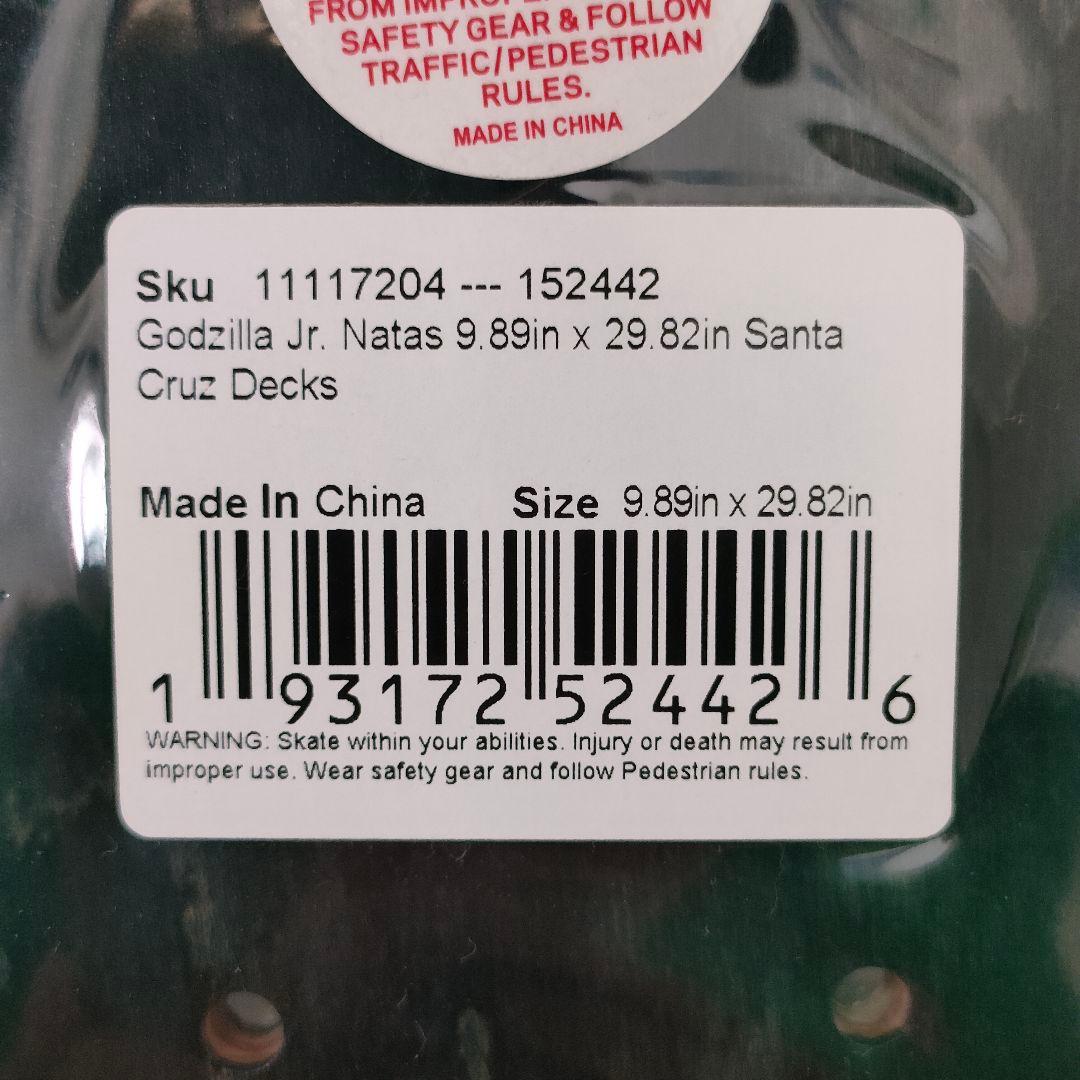 SAFETY GEAR & FOLLOW
TRAFFIC/PEDESTRIAN
RULES.
MADE IN CHINA
Sku 11117204 --- 152442
Godzilla Jr. Natas 9.89in x 29.82in Santa
Cruz Decks
Made In China Size 9.89in x 29.82in
1 93172 52442 6
WARNING: Skate within your abilities. Injury or death may result from
improper use. Wear safety gear and follow Pedestrian rules.